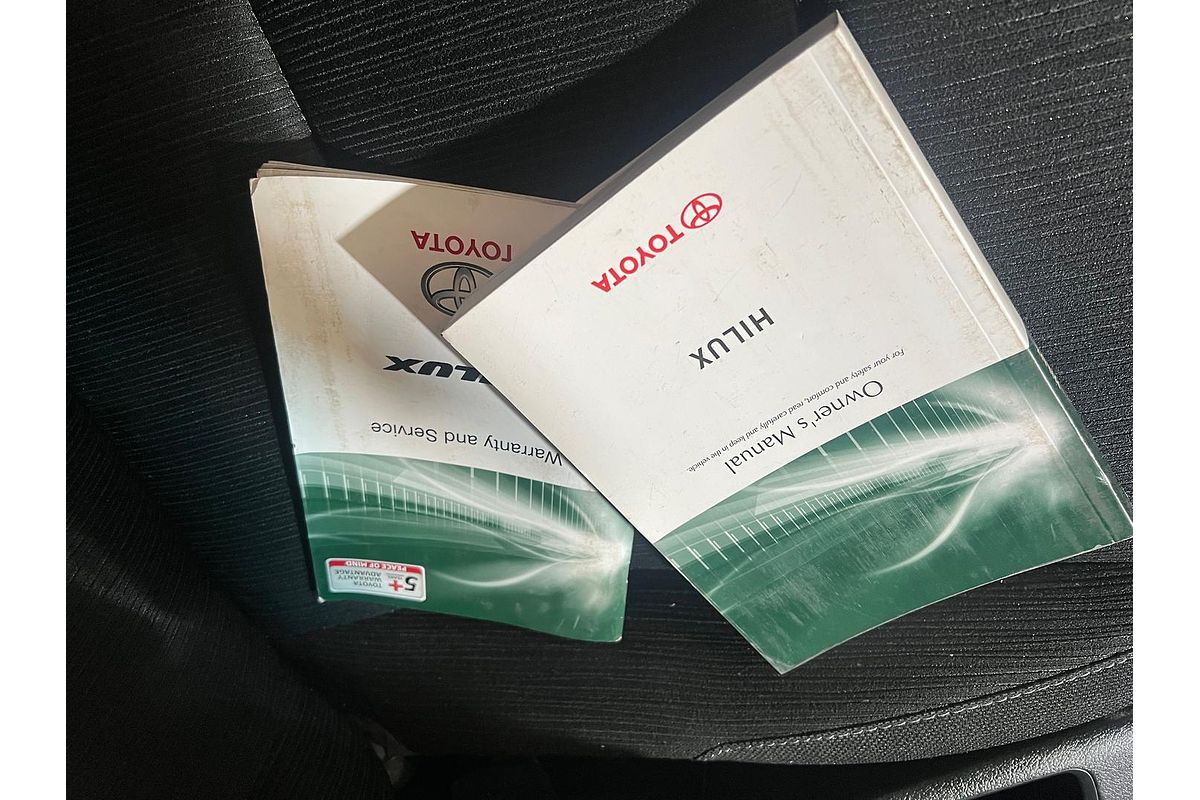 TOYOTA
HILUX
Owner's Manual
For your safety and comfort, read carefully and keep in the vehicle.
TOYOTA
LUX
Warranty and Service
5+
TOYOTA
WARRANTY
ADVANTAGE
PEACE OF MIND